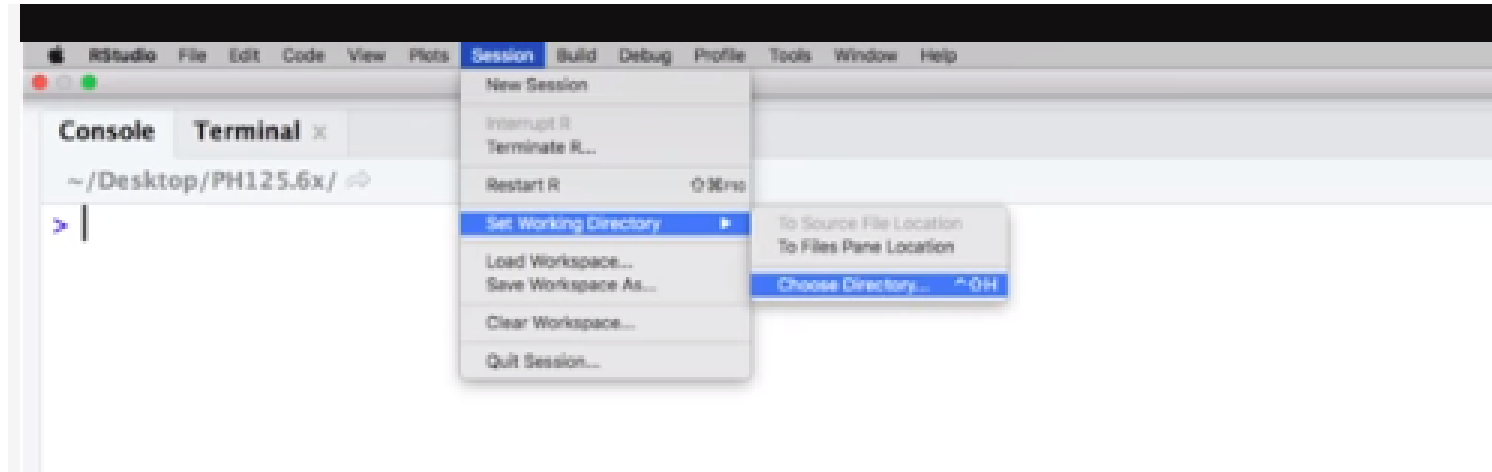 RStudio File Edit Code View Plots Session Build Debug Profile Tools Window Help
New Session
Console Terminal ×
Interrupt R
Terminate R...
~/Desktop/PH125.6x/
Restart R ⇧⌘F10
>
Set Working Directory ▶
To Source File Location
To Files Pane Location
Load Workspace...
Save Workspace As...
Choose Directory... ^⇧H
Clear Workspace...
Quit Session...